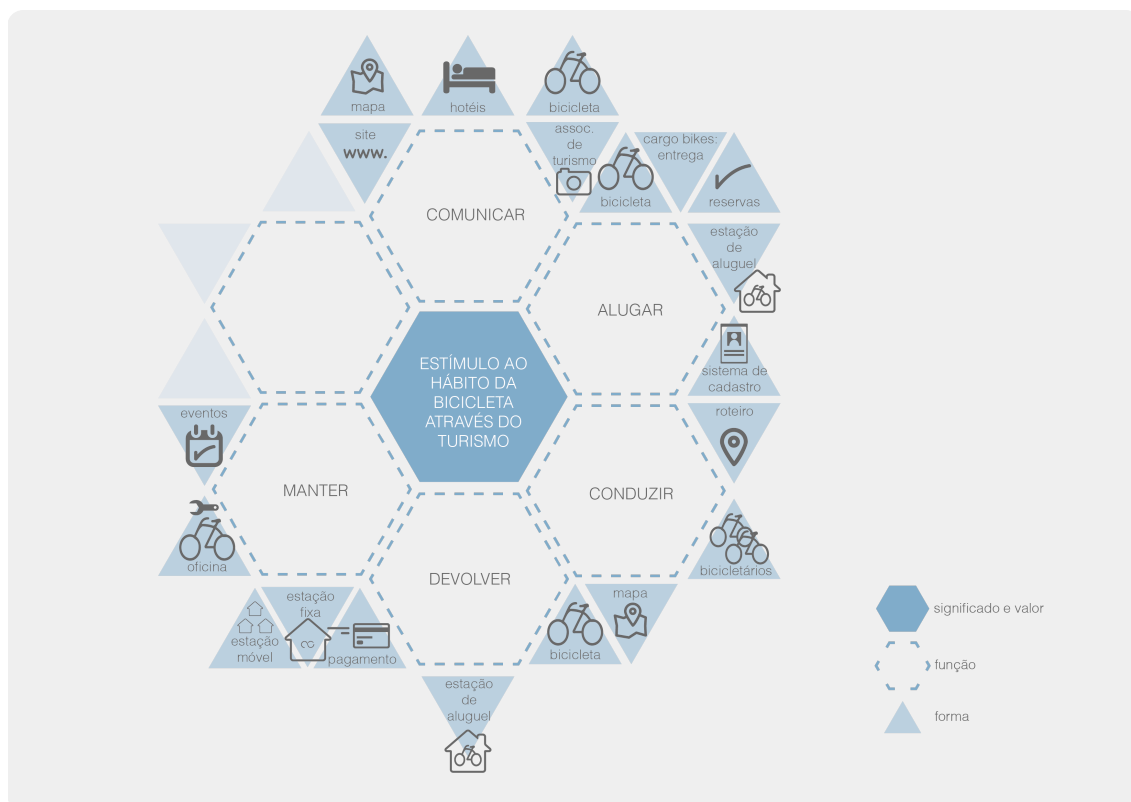 mapa
hotéis
bicicleta
site
www.
assoc.
de
turismo
bicicleta
cargo bikes:
entrega
reservas
COMUNICAR
estação
de
aluguel
ALUGAR
sistema de
cadastro
ESTÍMULO AO
HÁBITO DA
BICICLETA
ATRAVÉS DO
TURISMO
roteiro
eventos
MANTER
CONDUZIR
oficina
bicicletários
DEVOLVER
estação
fixa
estação
móvel
pagamento
bicicleta
mapa
estação
de
aluguel
significado e valor
função
forma